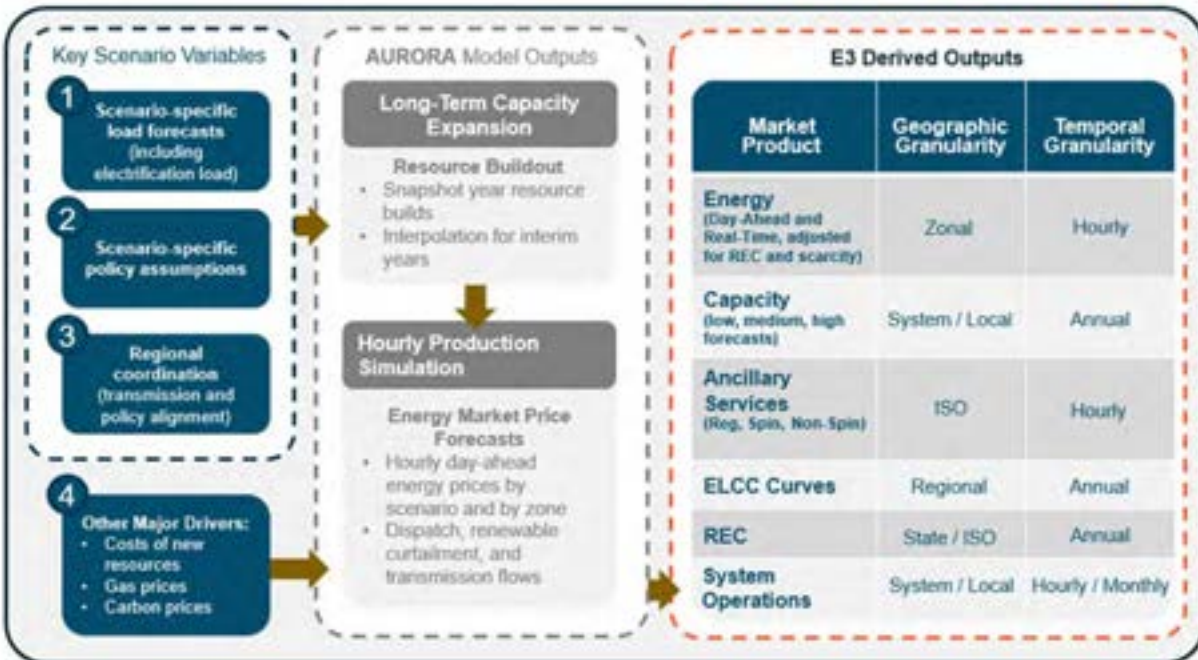 Key Scenario Variables
1
Scenario-specific
load forecasts
(including
electrification load)
2
Scenario-specific
policy assumptions
3
Regional
coordination
(transmission and
policy alignment)
4
Other Major Drivers:
• Costs of new
resources
• Gas prices
• Carbon prices
AURORA Model Outputs
Long-Term Capacity
Expansion
Resource Buildout
• Snapshot year resource
builds
• Interpolation for interim
years
Hourly Production
Simulation
Energy Market Price
Forecasts
• Hourly day-ahead
energy prices by
scenario and by zone
• Dispatch, renewable
curtailment, and
transmission flows
E3 Derived Outputs
Market
Product
Geographic
Granularity
Temporal
Granularity
Energy
(Day-Ahead and
Real-Time, adjusted
for REC and scarcity)
Zonal
Hourly
Capacity
(low, medium, high
forecasts)
System / Local
Annual
Ancillary
Services
(Reg, Spin, Non-Spin)
ISO
Hourly
ELCC Curves
Regional
Annual
REC
State / ISO
Annual
System
Operations
System / Local
Hourly / Monthly